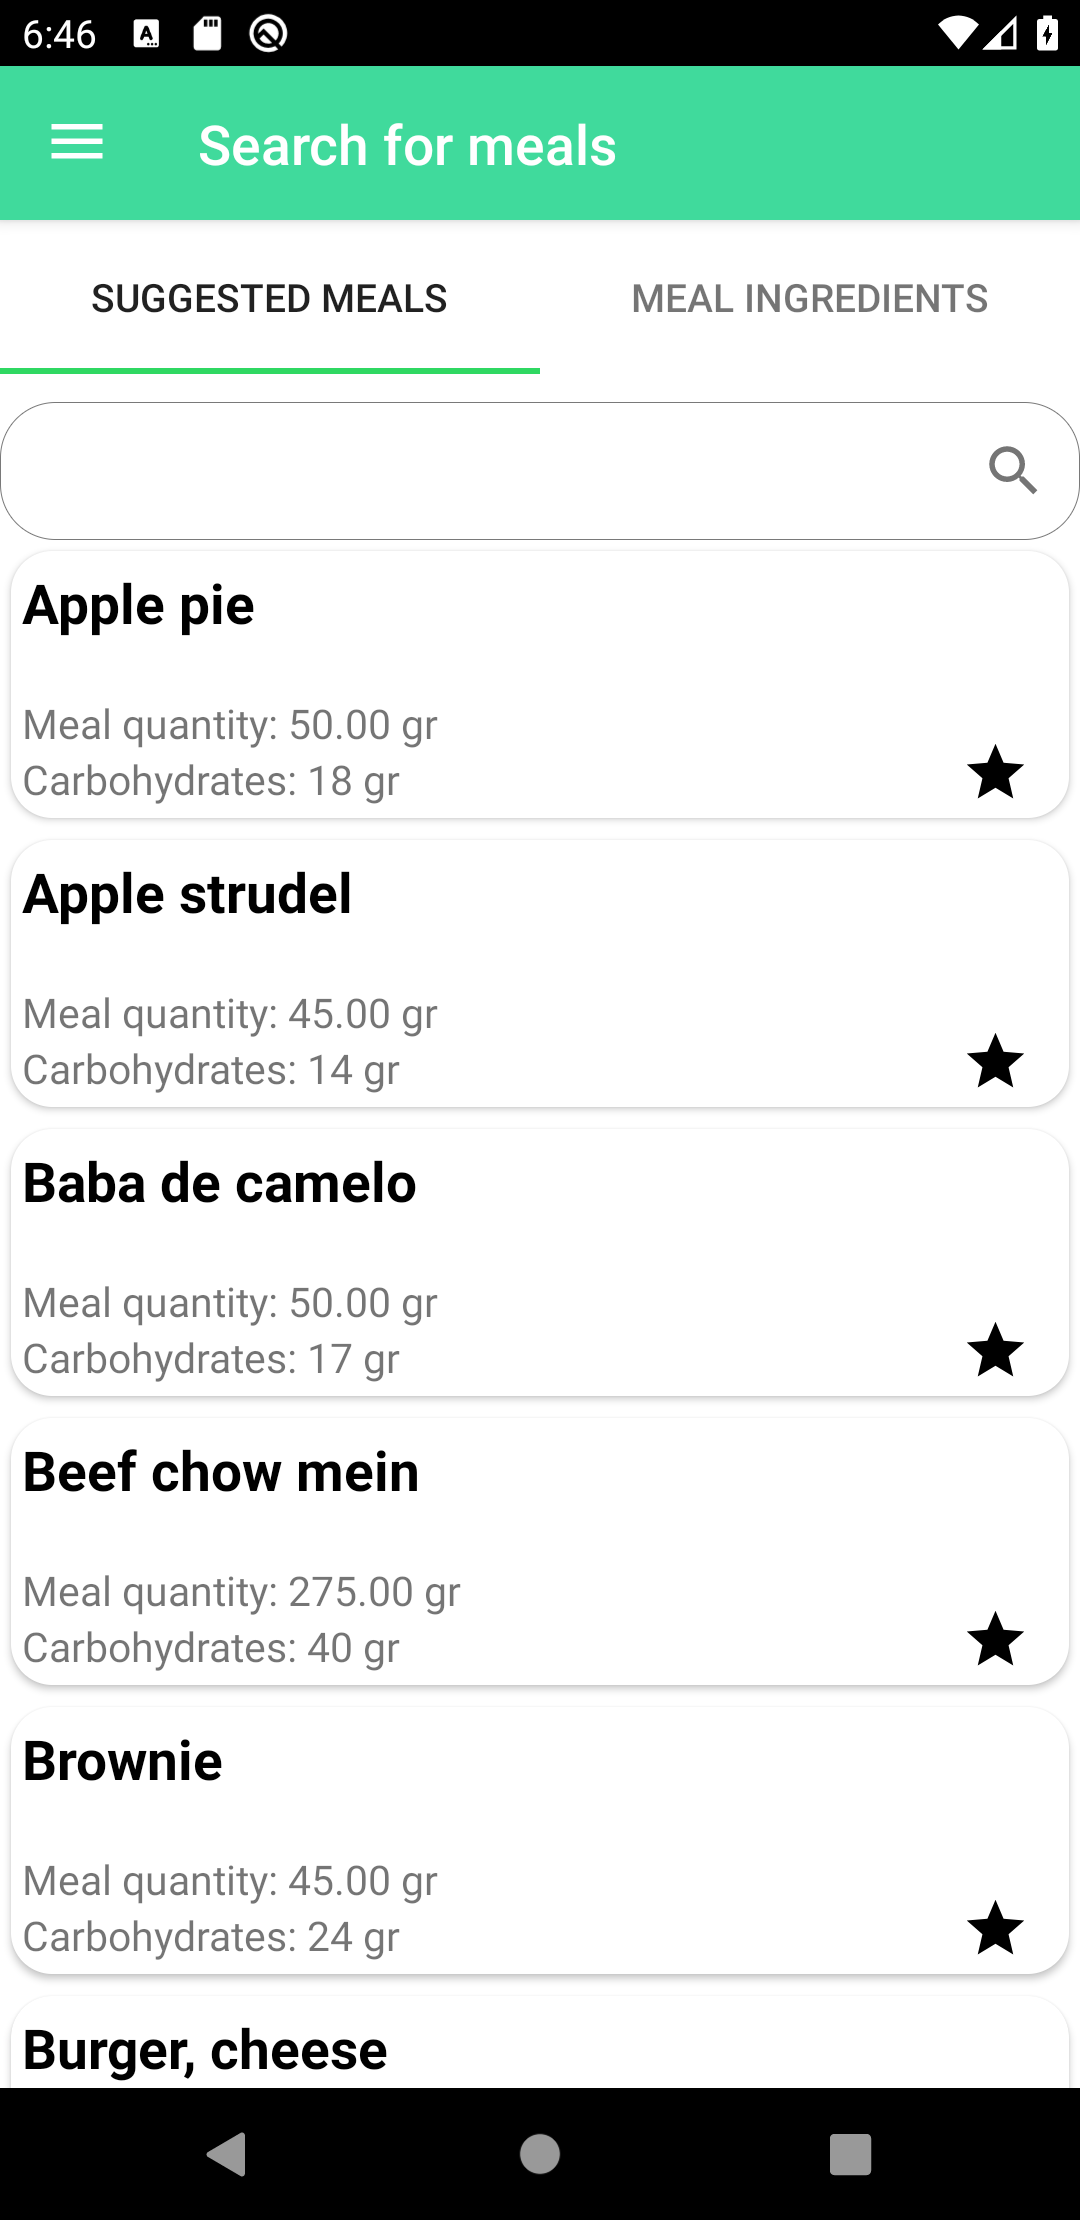 6:46
Search for meals
SUGGESTED MEALS
MEAL INGREDIENTS
Apple pie
Meal quantity: 50.00 gr
Carbohydrates: 18 gr
Apple strudel
Meal quantity: 45.00 gr
Carbohydrates: 14 gr
Baba de camelo
Meal quantity: 50.00 gr
Carbohydrates: 17 gr
Beef chow mein
Meal quantity: 275.00 gr
Carbohydrates: 40 gr
Brownie
Meal quantity: 45.00 gr
Carbohydrates: 24 gr
Burger, cheese